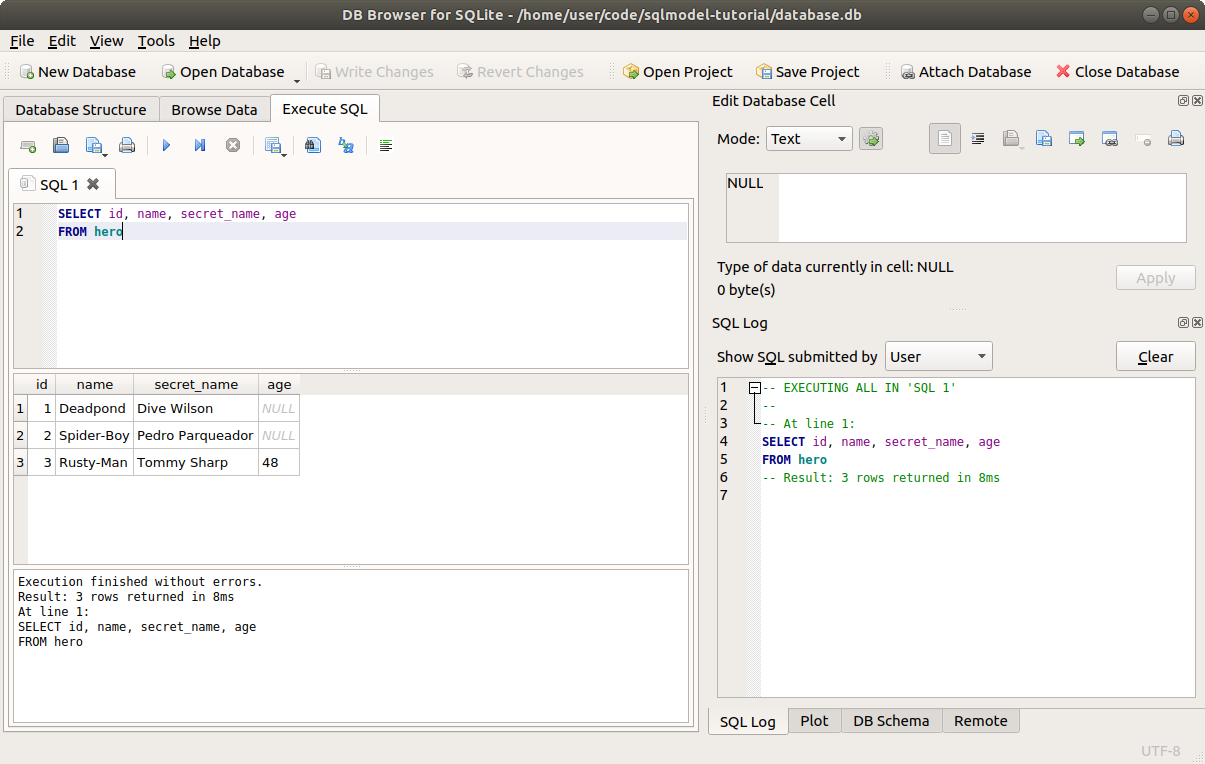 DB Browser for SQLite - /home/user/code/sqlmodel-tutorial/database.db
File Edit View Tools Help
New Database Open Database Write Changes Revert Changes Open Project Save Project Attach Database Close Database
Database Structure Browse Data Execute SQL
SQL 1
1 SELECT id, name, secret_name, age
2 FROM hero
id name secret_name age
1 1 Deadpond Dive Wilson NULL
2 2 Spider-Boy Pedro Parqueador NULL
3 3 Rusty-Man Tommy Sharp 48
Execution finished without errors.
Result: 3 rows returned in 8ms
At line 1:
SELECT id, name, secret_name, age
FROM hero
Edit Database Cell
Mode: Text
NULL
Type of data currently in cell: NULL
0 byte(s)
Apply
SQL Log
Show SQL submitted by User Clear
1 -- EXECUTING ALL IN 'SQL 1'
2 --
3 -- At line 1:
4 SELECT id, name, secret_name, age
5 FROM hero
6 -- Result: 3 rows returned in 8ms
7
SQL Log Plot DB Schema Remote
UTF-8